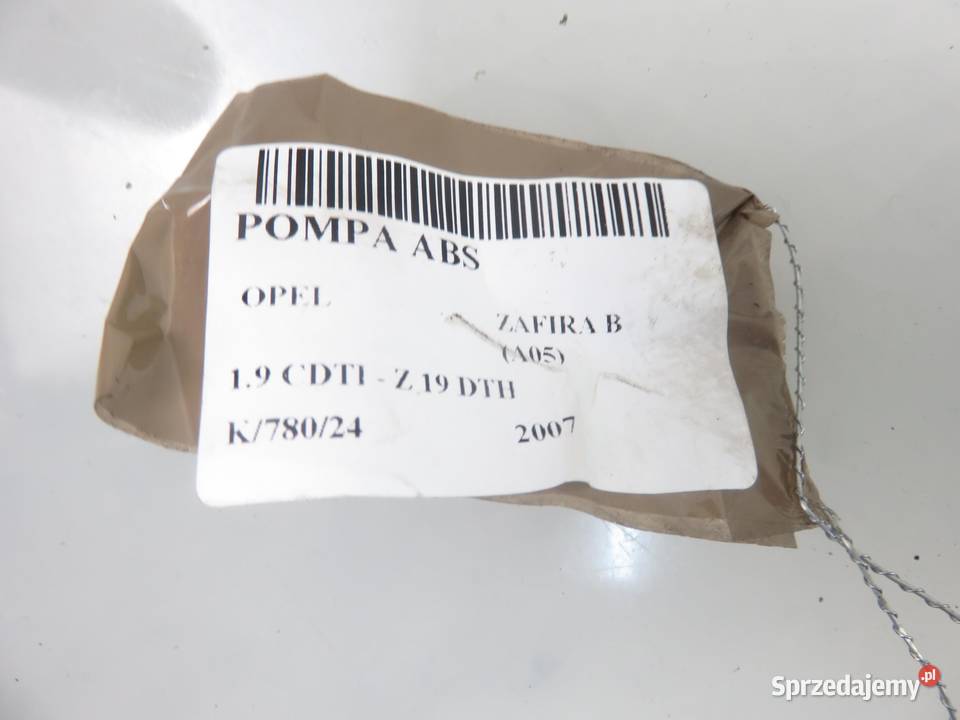 POMPA ABS
OPEL
ZAFIRA B
(A05)
1.9 CDTI - Z 19 DTH
K/780/24
2007
Sprzedajemy.pl